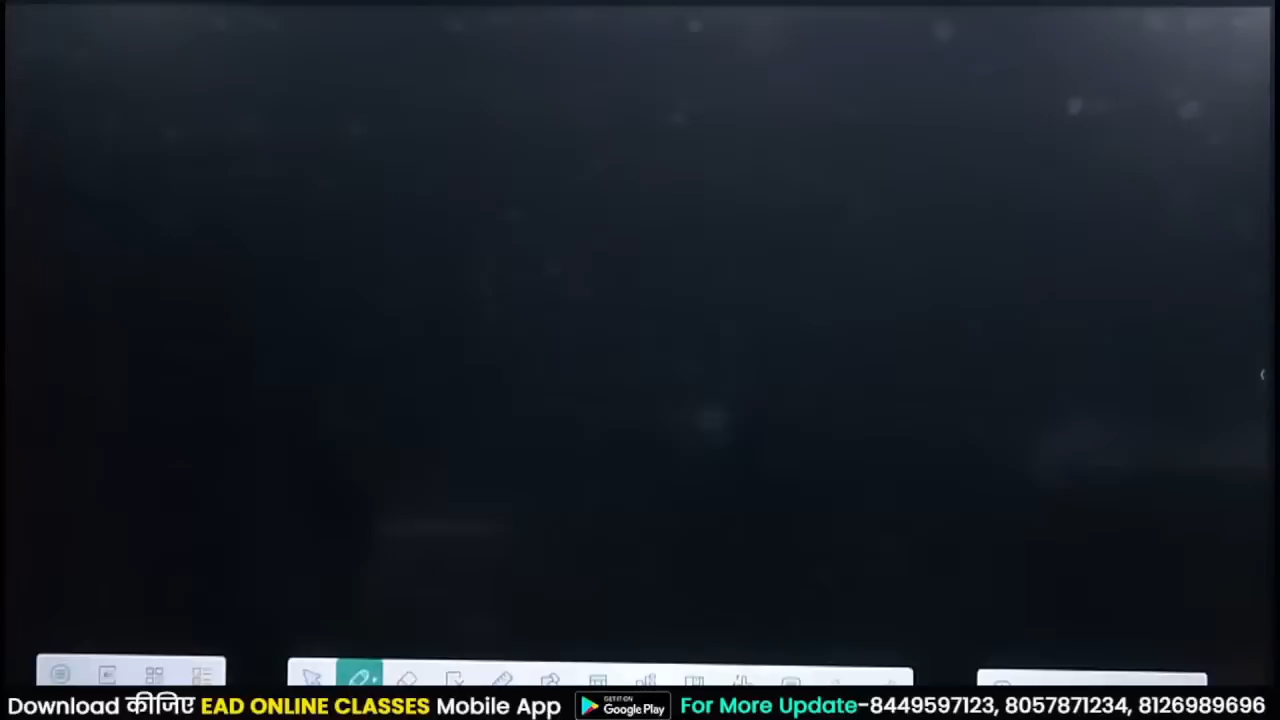 Download कीजिए EAD ONLINE CLASSES Mobile App GET IT ON Google Play For More Update-8449597123, 8057871234, 8126989696